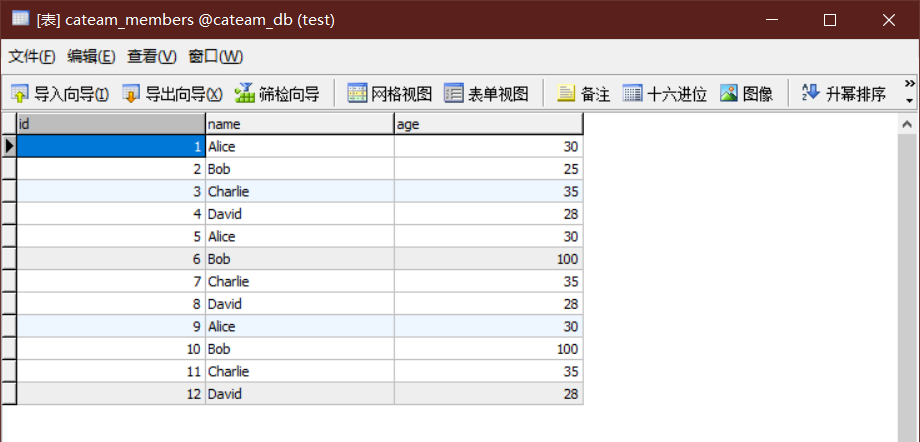 [表] cateam_members @cateam_db (test)
文件(F) 编辑(E) 查看(V) 窗口(W)
导入向导(I) 导出向导(X) 筛检向导 网格视图 表单视图 备注 十六进位 图像 升幂排序
id name age
1 Alice 30
2 Bob 25
3 Charlie 35
4 David 28
5 Alice 30
6 Bob 100
7 Charlie 35
8 David 28
9 Alice 30
10 Bob 100
11 Charlie 35
12 David 28